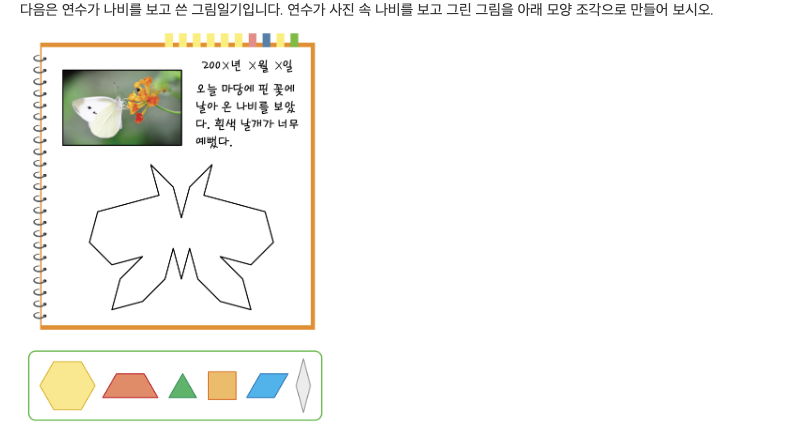 다음은 연수가 나비를 보고 쓴 그림일기입니다. 연수가 사진 속 나비를 보고 그린 그림을 아래 모양 조각으로 만들어 보시오.
200X년 X월 X일
오늘 마당에 핀 꽃에
날아 온 나비를 보았
다. 흰색 날개가 너무
예뻤다.